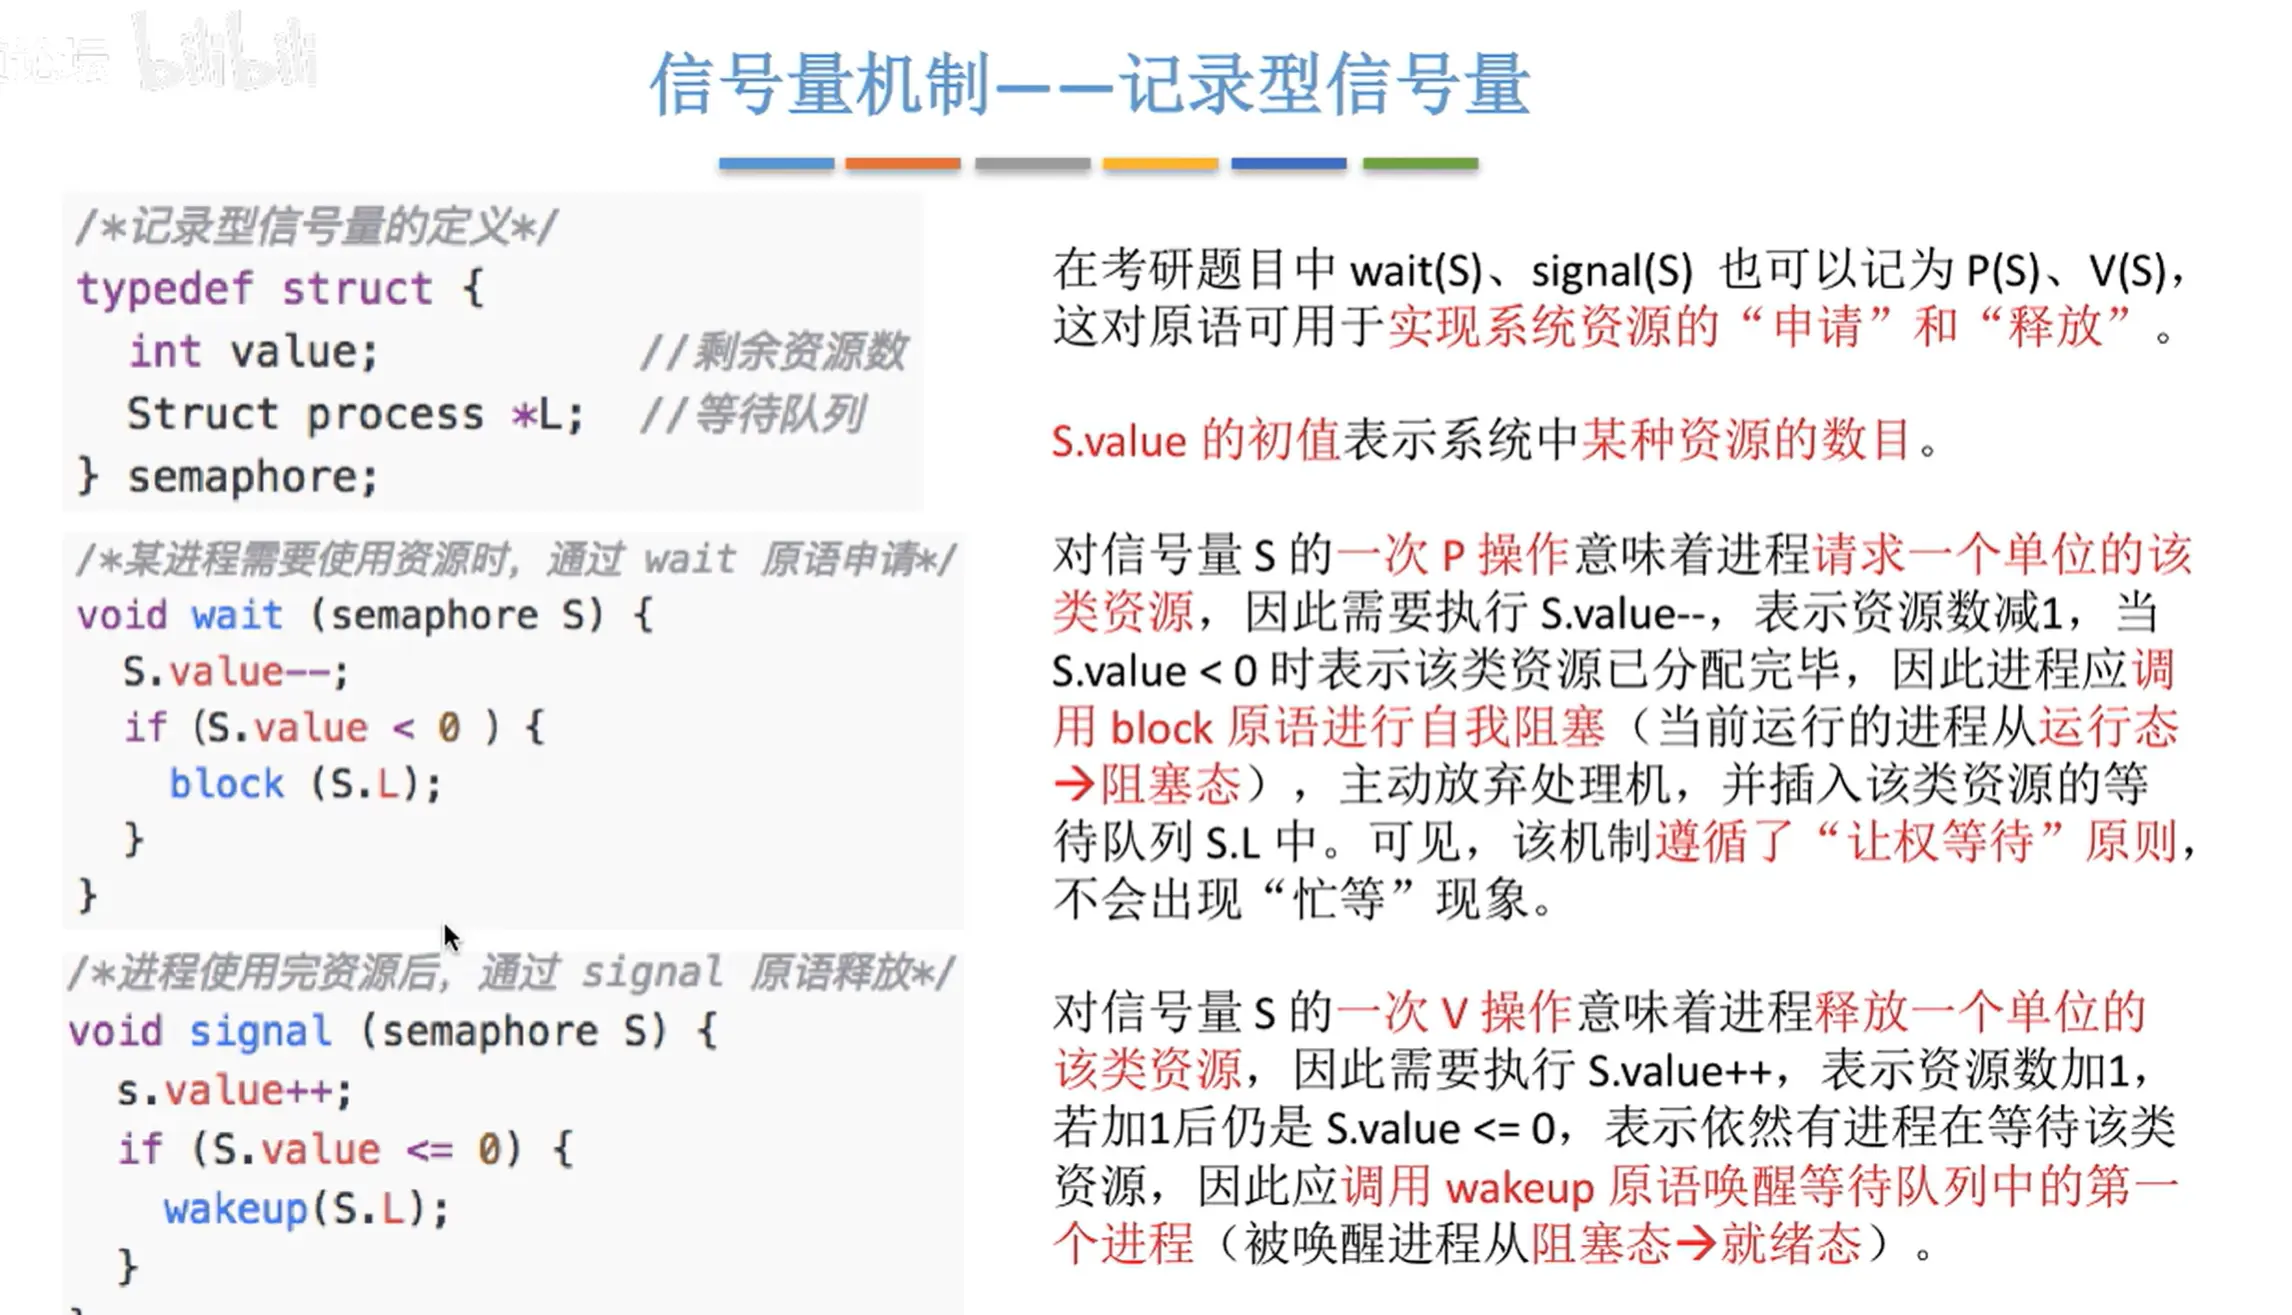 论坛 bilibili
信号量机制——记录型信号量
/*记录型信号量的定义*/
typedef struct {
int value; //剩余资源数
Struct process *L; //等待队列
} semaphore;
/*某进程需要使用资源时，通过 wait 原语申请*/
void wait (semaphore S) {
S.value--;
if (S.value < 0 ) {
block (S.L);
}
}
/*进程使用完资源后，通过 signal 原语释放*/
void signal (semaphore S) {
s.value++;
if (S.value <= 0) {
wakeup(S.L);
}
在考研题目中 wait(S)、signal(S) 也可以记为 P(S)、V(S)，
这对原语可用于实现系统资源的“申请”和“释放”。
S.value 的初值表示系统中某种资源的数目。
对信号量 S 的一次 P 操作意味着进程请求一个单位的该
类资源，因此需要执行 S.value--，表示资源数减1，当
S.value < 0 时表示该类资源已分配完毕，因此进程应调
用 block 原语进行自我阻塞（当前运行的进程从运行态
→阻塞态），主动放弃处理机，并插入该类资源的等
待队列 S.L 中。可见，该机制遵循了“让权等待”原则，
不会出现“忙等”现象。
对信号量 S 的一次 V 操作意味着进程释放一个单位的
该类资源，因此需要执行 S.value++，表示资源数加1，
若加1后仍是 S.value <= 0，表示依然有进程在等待该类
资源，因此应调用 wakeup 原语唤醒等待队列中的第一
个进程（被唤醒进程从阻塞态→就绪态）。